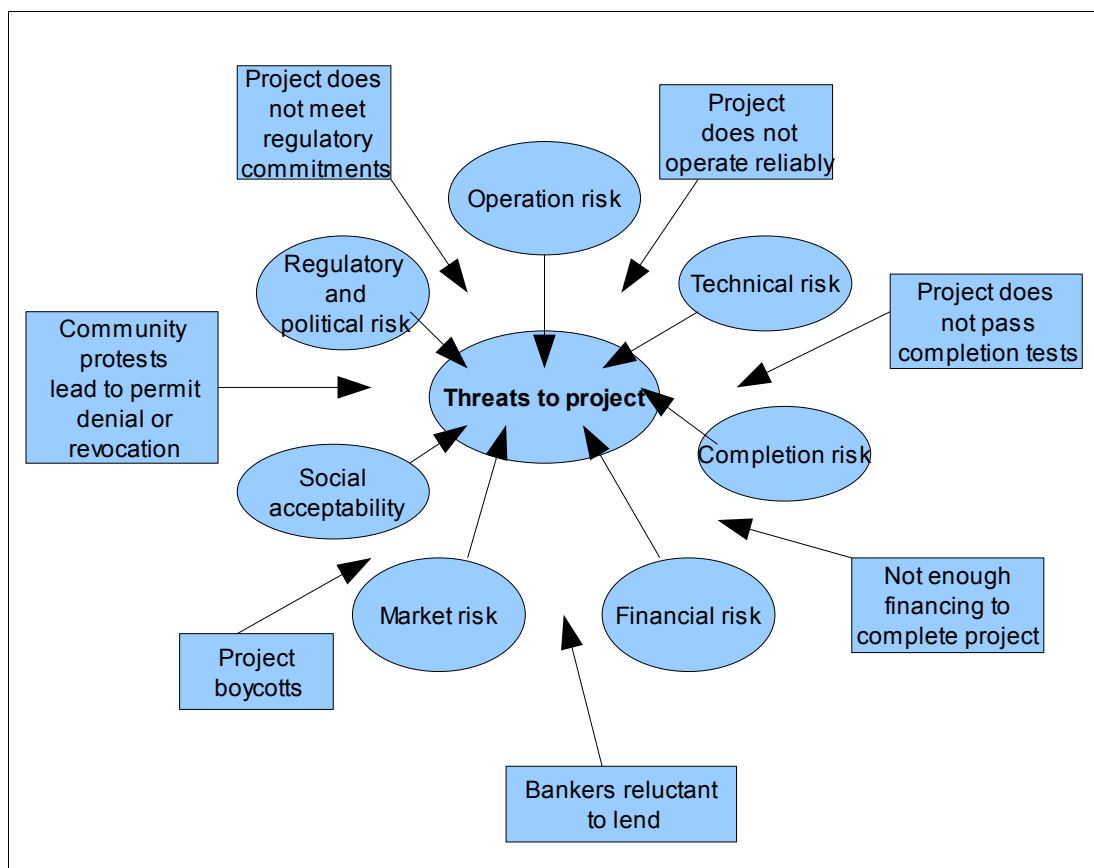 Project does
not meet
regulatory
commitments
Project
does not
operate reliably
Operation risk
Regulatory
and
political risk
Technical risk
Project does
not pass
completion tests
Community
protests
lead to permit
denial or
revocation
Threats to project
Completion risk
Social
acceptability
Market risk
Financial risk
Not enough
financing to
complete project
Project
boycotts
Bankers reluctant
to lend